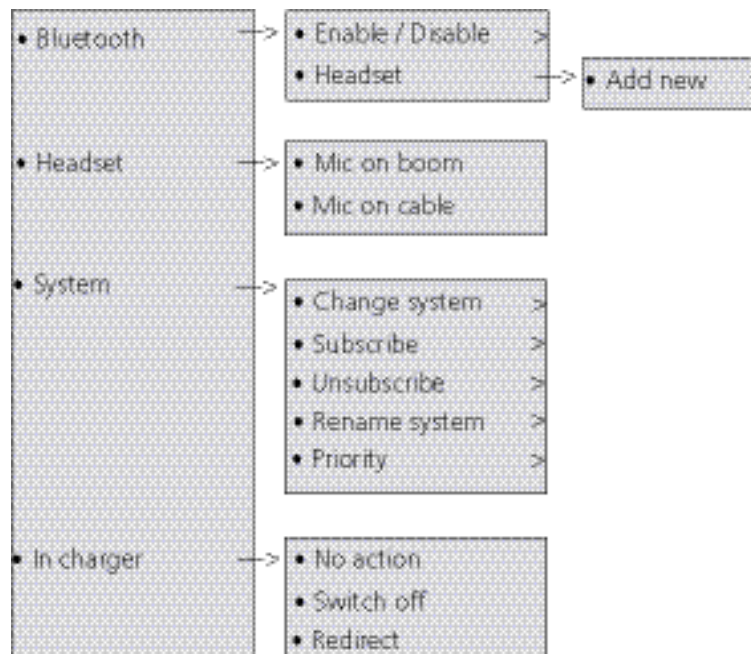 • Bluetooth
• Enable / Disable >
• Headset
• Add new
• Headset
• Mic on boom
• Mic on cable
• System
• Change system >
• Subscribe >
• Unsubscribe >
• Rename system >
• Priority >
• In charger
• No action
• Switch off
• Redirect